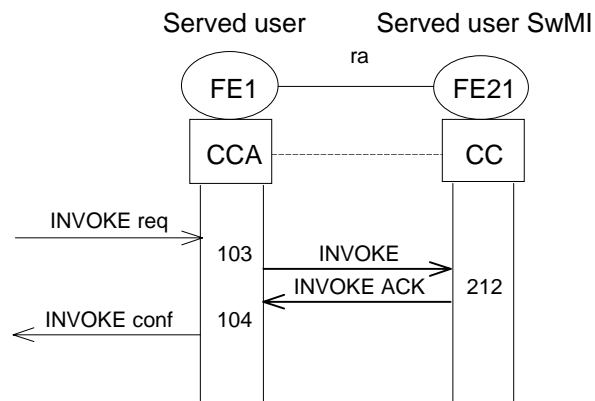 Served user
Served user SwMI
ra
FE1
FE21
CCA
CC
INVOKE req
103
INVOKE
INVOKE ACK
212
INVOKE conf
104